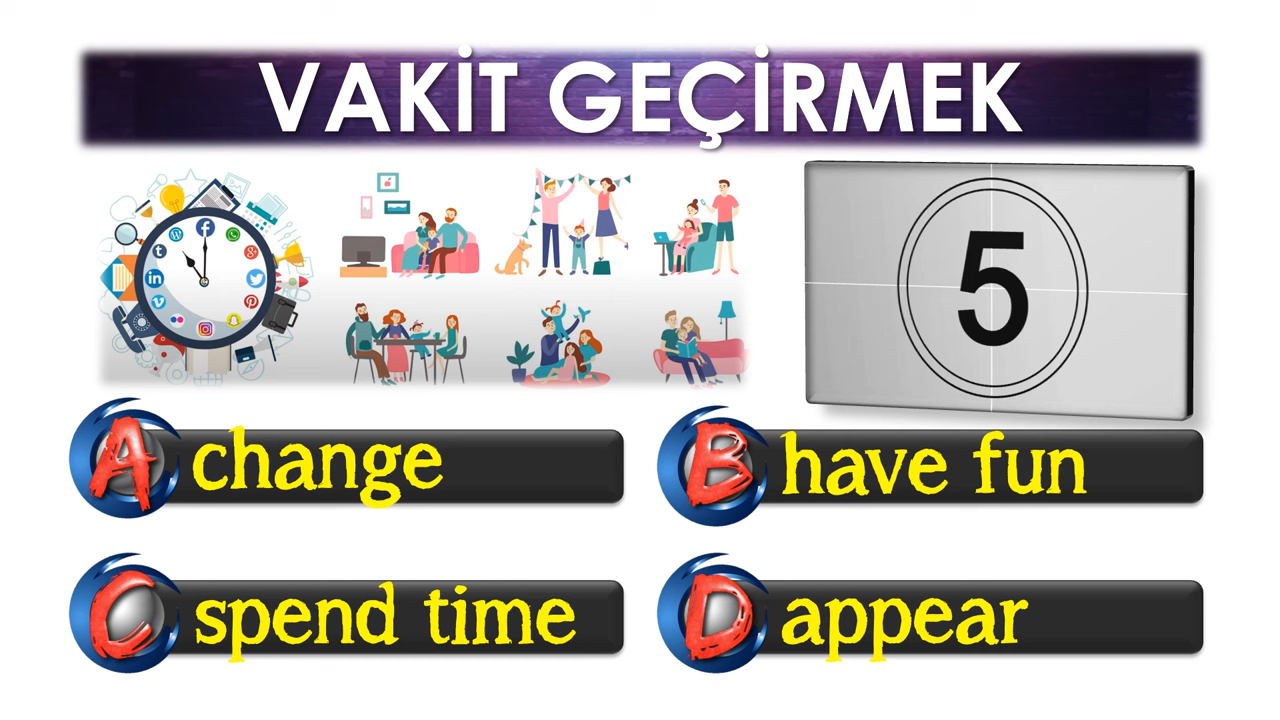 VAKİT GEÇİRMEK
5
A change
B have fun
C spend time
D appear